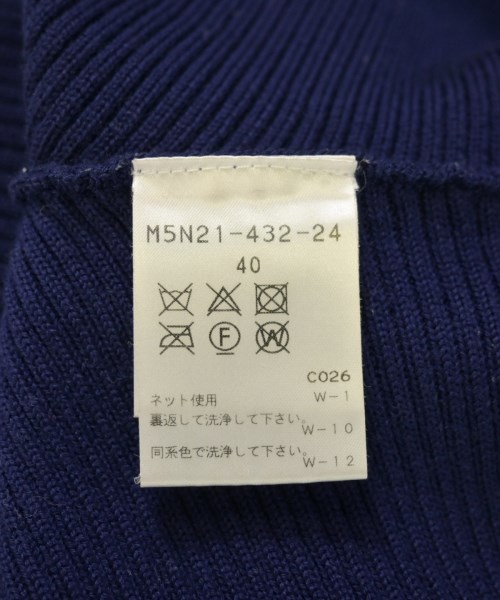 M5N21-432-24
40
F W
C026
ネット使用 W-1
裏返して洗浄して下さい。 W-10
同系色で洗浄して下さい。 W-12